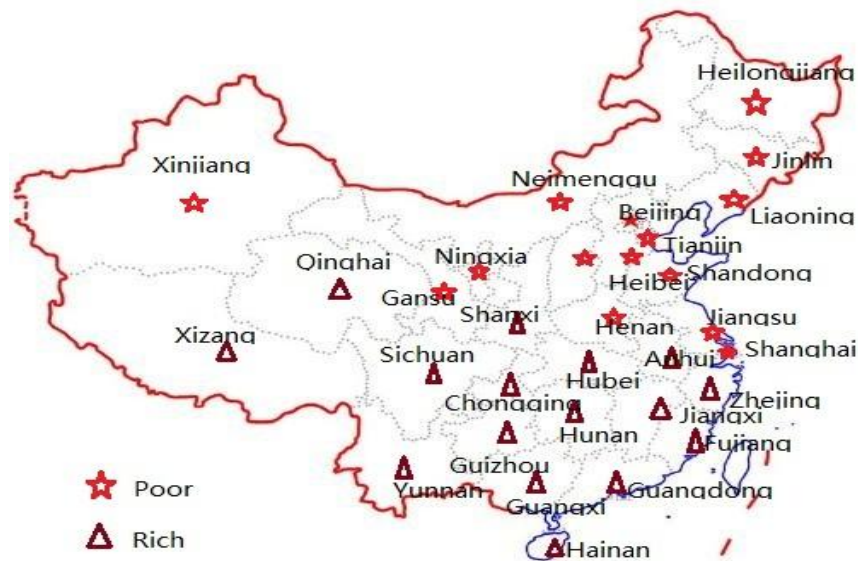 Heilongjiang
Xinjiang
Jinlin
Neimenggu
Beijing
Liaoning
Tianjin
Ningxia
Qinghai
Heibei
Shandong
Gansu
Shanxi
Henan
Jiangsu
Xizang
Sichuan
Hubei
Anhui
Shanghai
Chongqing
Zhejing
Jiangxi
Hunan
Fujiang
Guizhou
Yunnan
Guangxi
Guangdong
Poor
Rich
Hainan